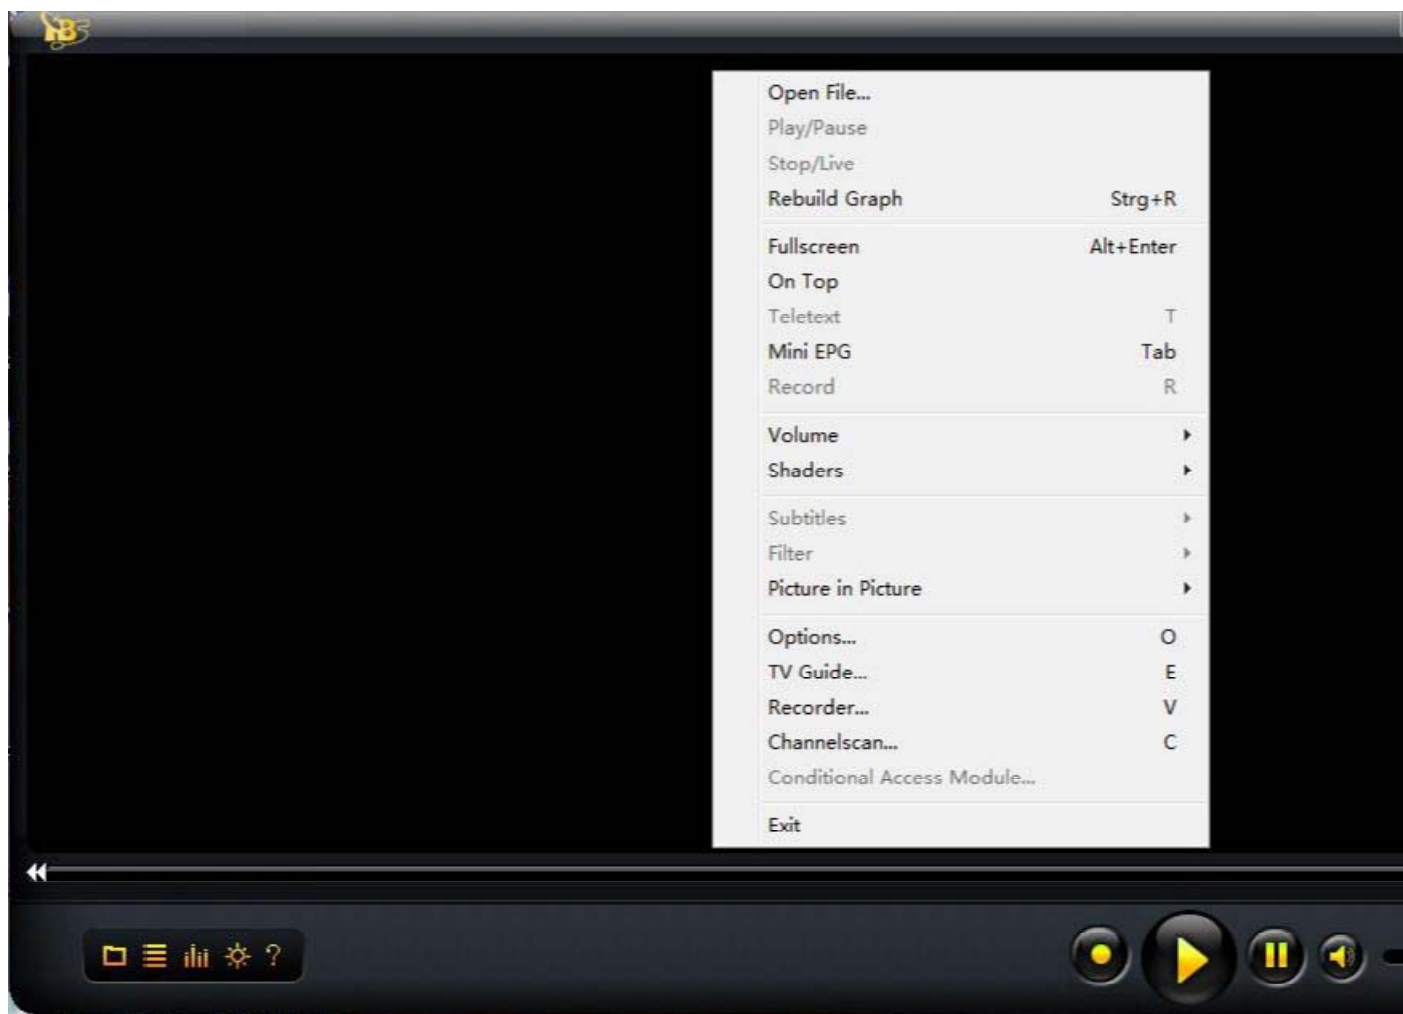 TBS
Open File...
Play/Pause
Stop/Live
Rebuild Graph Strg+R
Fullscreen Alt+Enter
On Top
Teletext T
Mini EPG Tab
Record R
Volume
Shaders
Subtitles
Filter
Picture in Picture
Options... O
TV Guide... E
Recorder... V
Channelscan... C
Conditional Access Module...
Exit
?